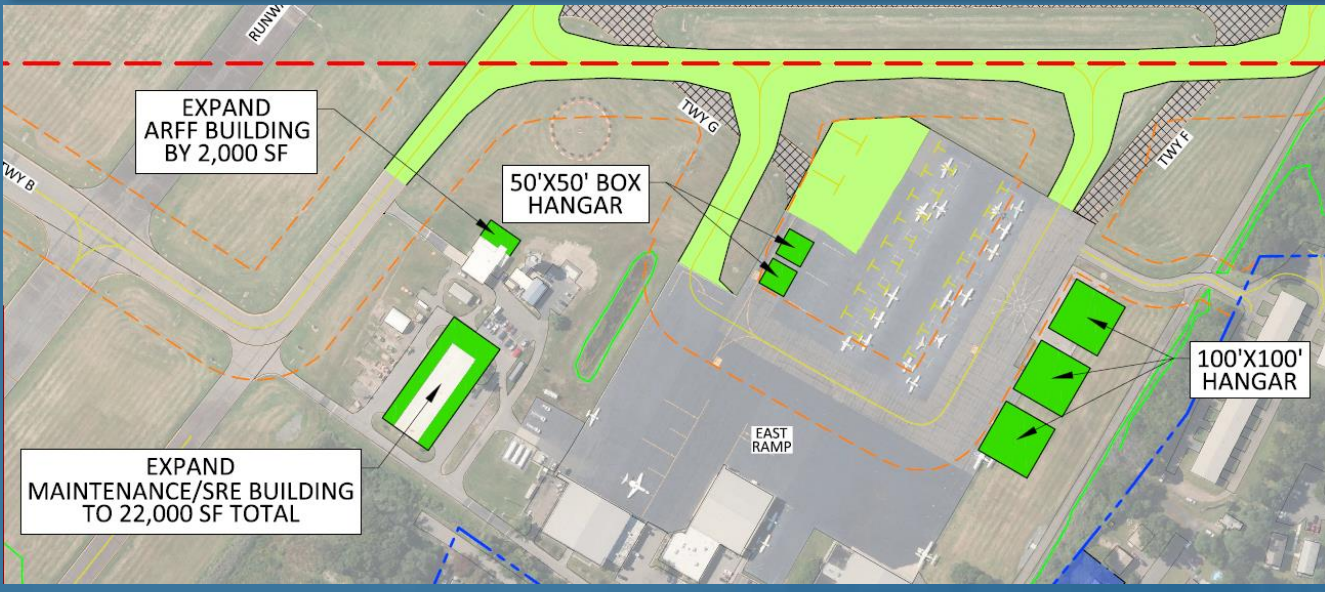 RUNWA
EXPAND
ARFF BUILDING
BY 2,000 SF
TWY G
TWY F
TWY B
50'X50' BOX
HANGAR
100'X100'
HANGAR
EAST
RAMP
EXPAND
MAINTENANCE/SRE BUILDING
TO 22,000 SF TOTAL